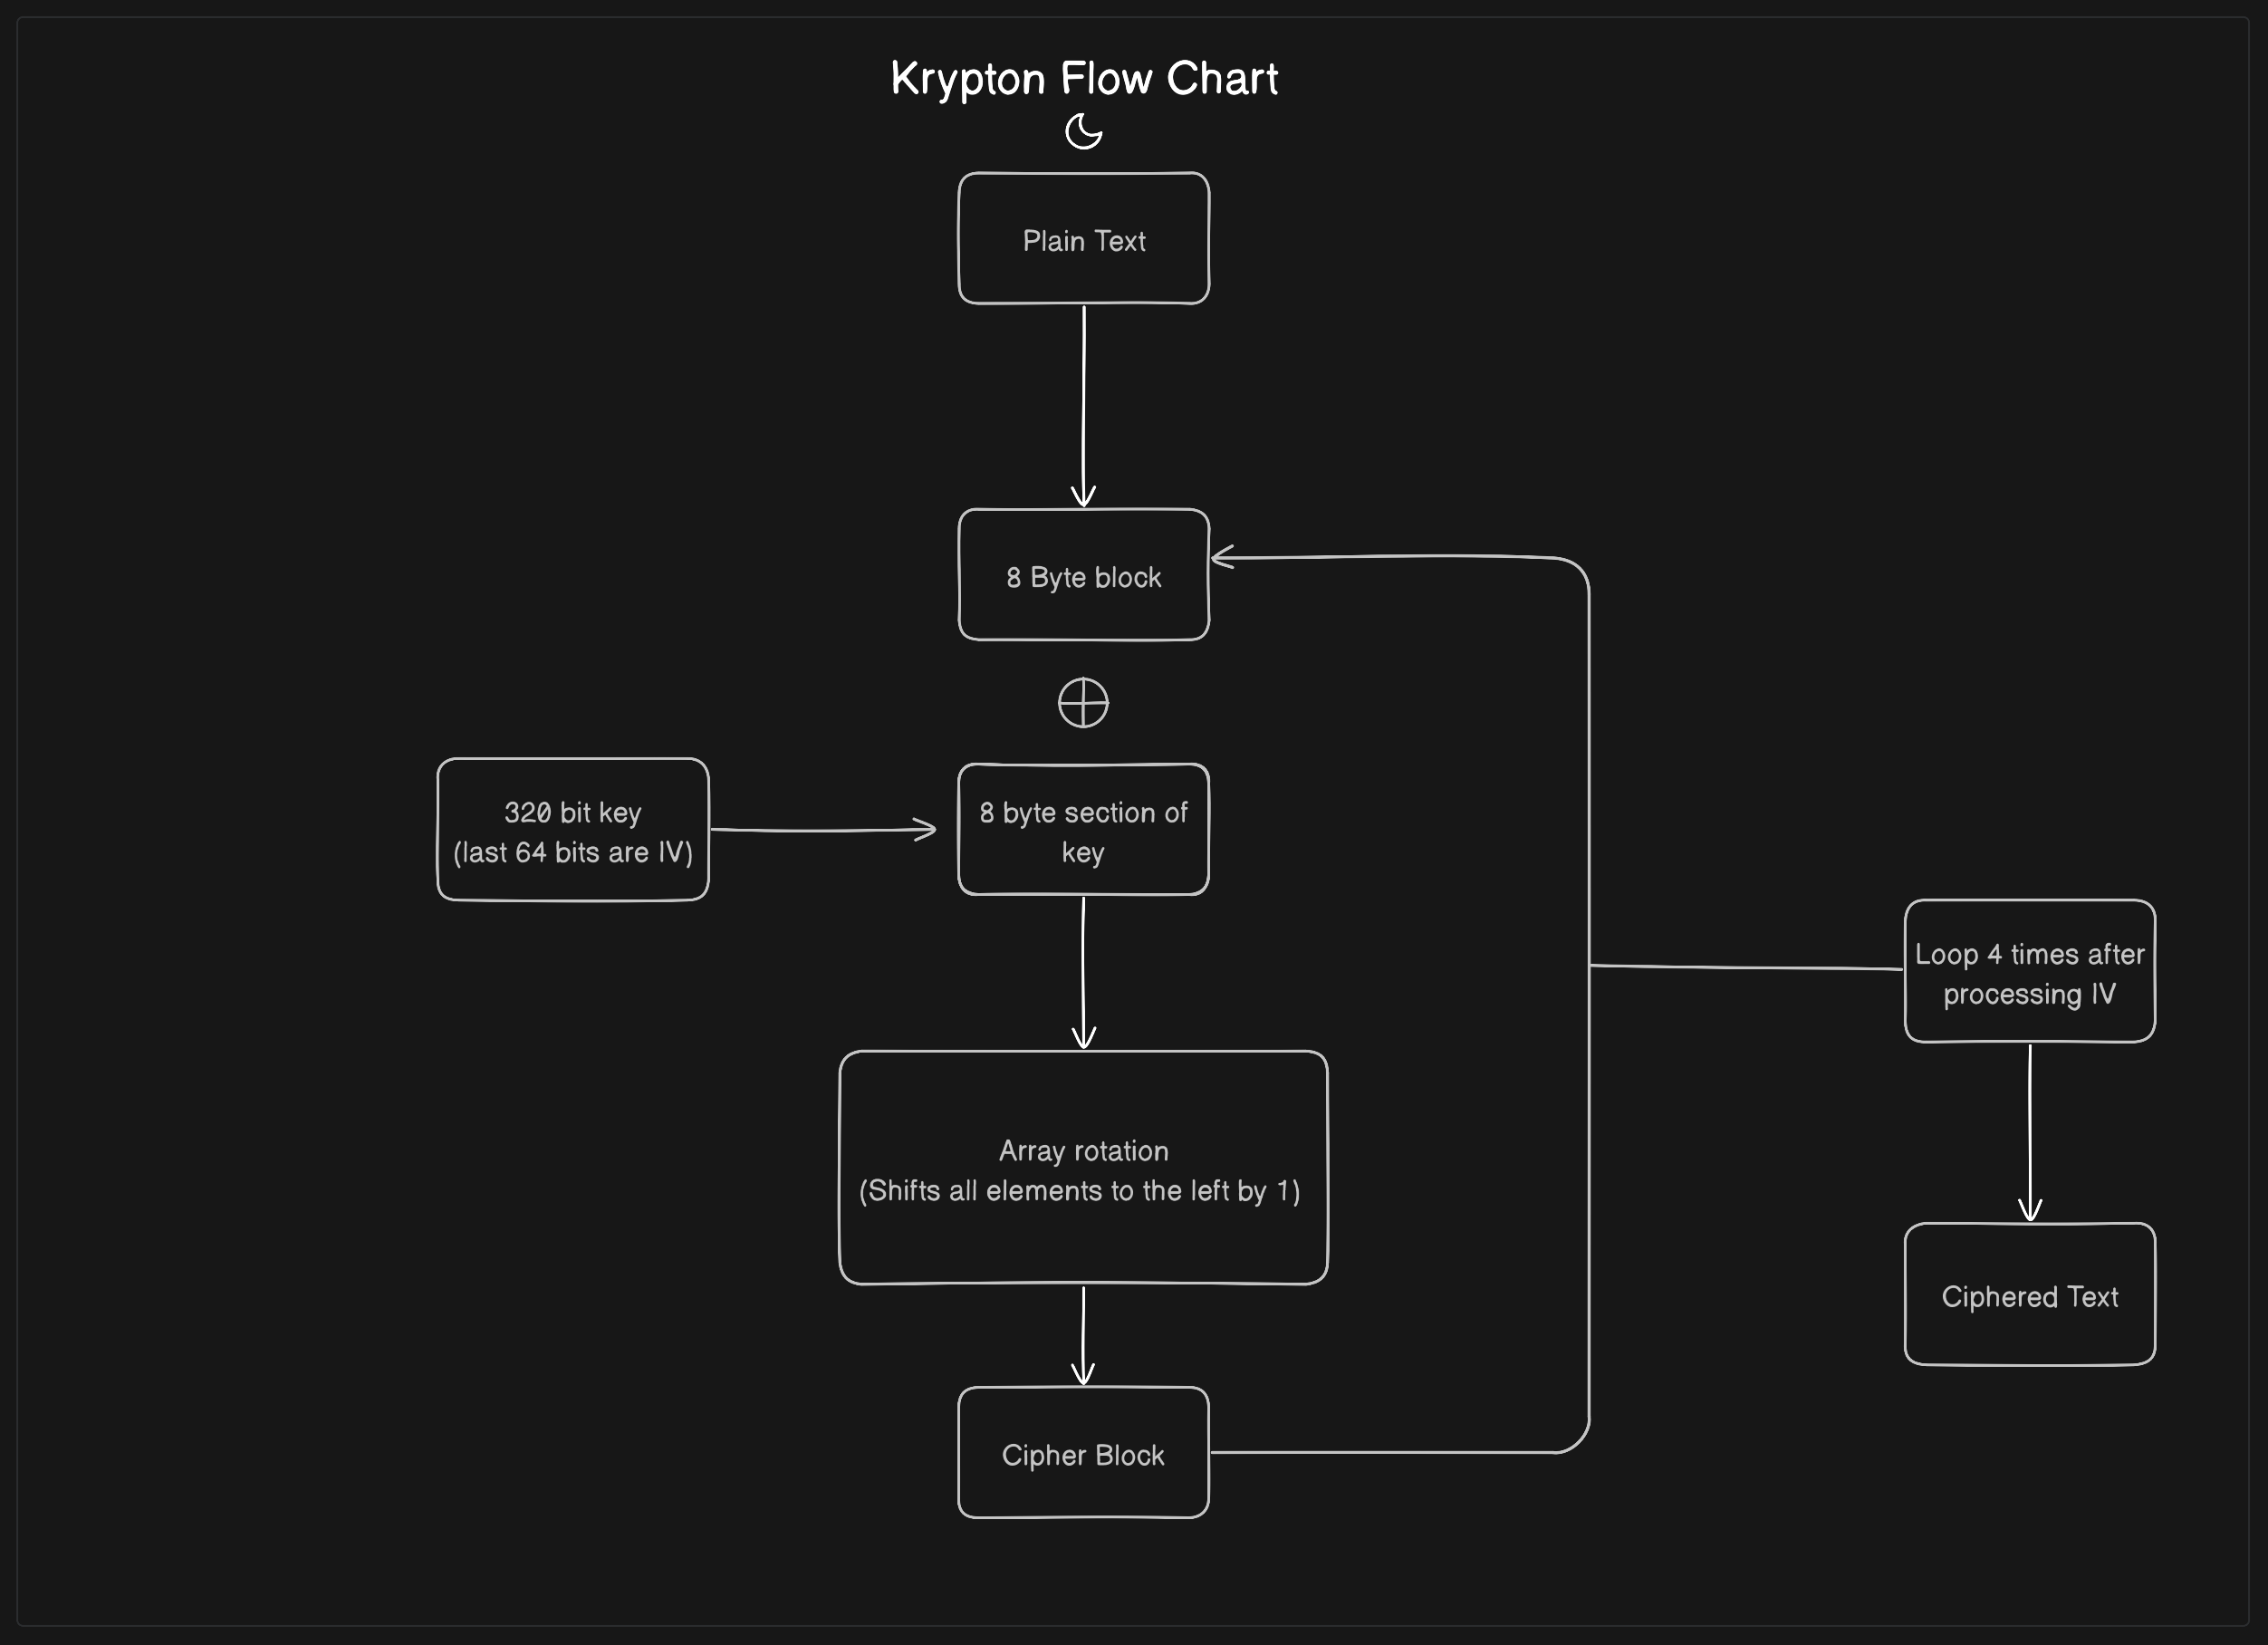 Krypton Flow Chart
Plain Text
8 Byte block
320 bit key
(last 64 bits are IV)
8 byte section of
key
Loop 4 times after
processing IV
Array rotation
(Shifts all elements to the left by 1)
Ciphered Text
Cipher Block